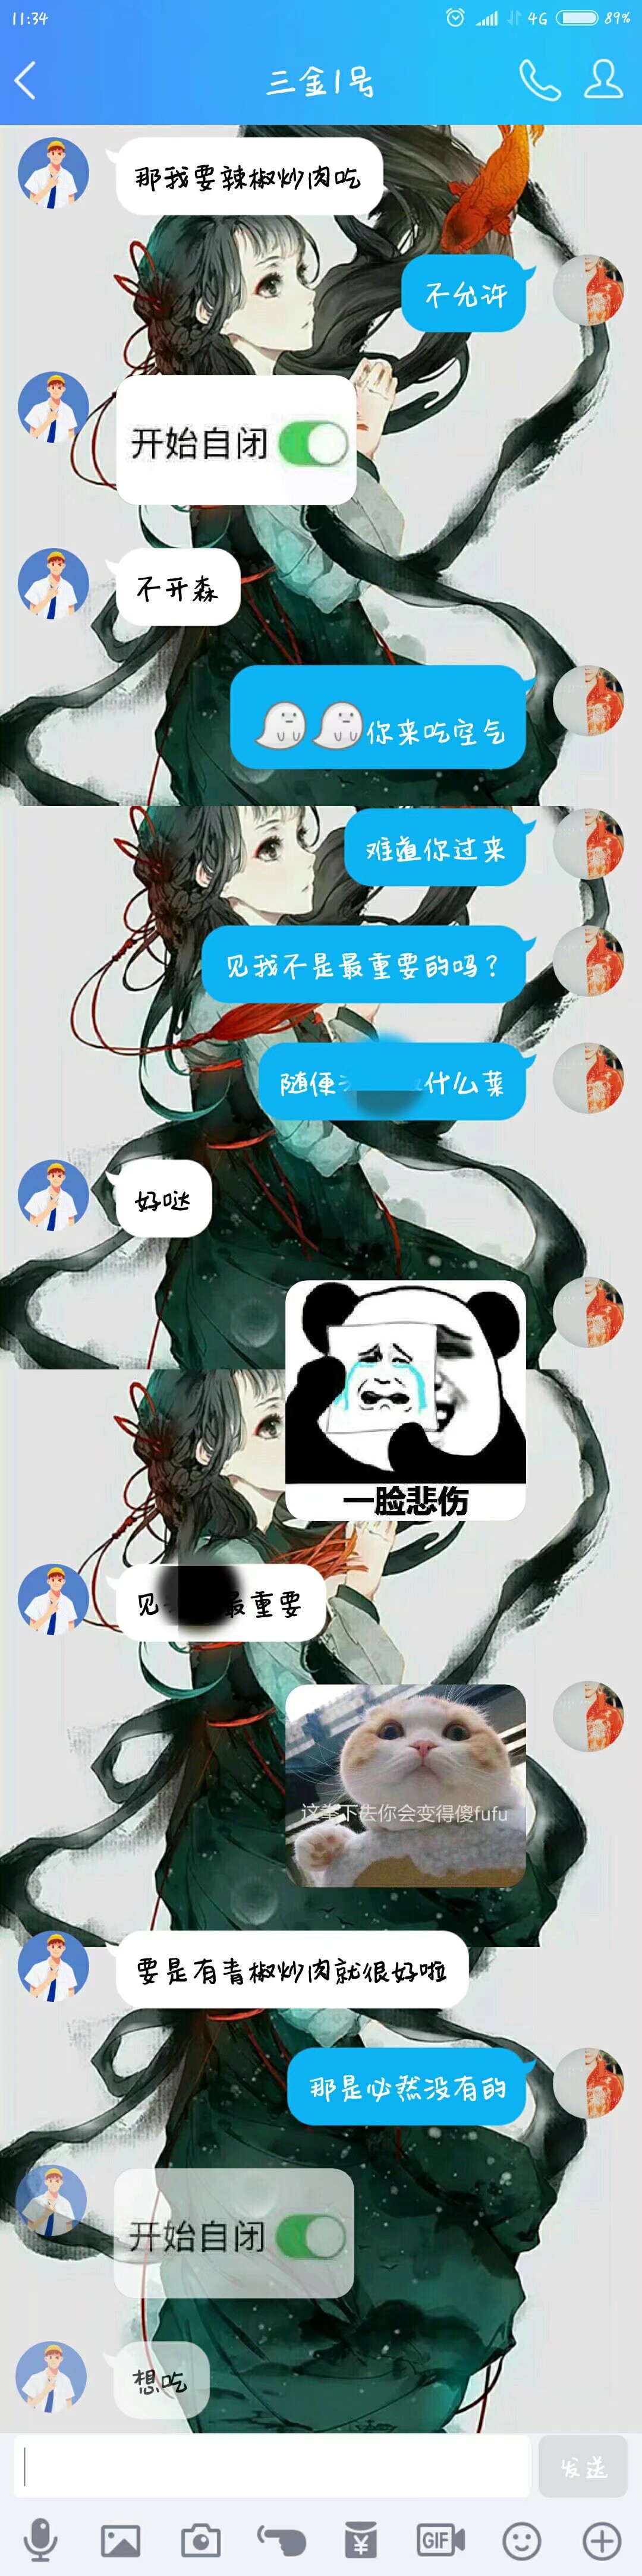 11:34
4G
89%
三金1号
那我要辣椒炒肉吃
不允许
开始自闭
不开森
你来吃空气
难道你过来
见我不是最重要的吗？
随便
什么菜
好哒
一脸悲伤
见
最重要
这拳下去你会变得傻fufu
要是有青椒炒肉就很好啦
那是必然没有的
开始自闭
想吃
发送
GIF